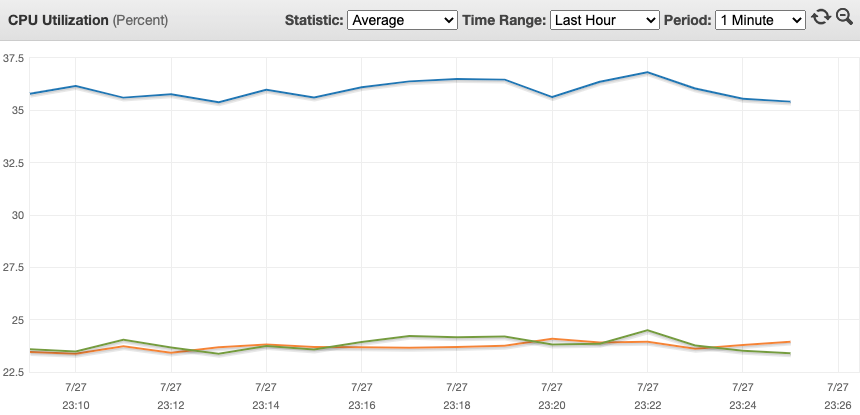 CPU Utilization (Percent) Statistic: Average Time Range: Last Hour Period: 1 Minute
37.5
35
32.5
30
27.5
25
22.5
7/27 7/27 7/27 7/27 7/27 7/27 7/27 7/27 7/27
23:10 23:12 23:14 23:16 23:18 23:20 23:22 23:24 23:26